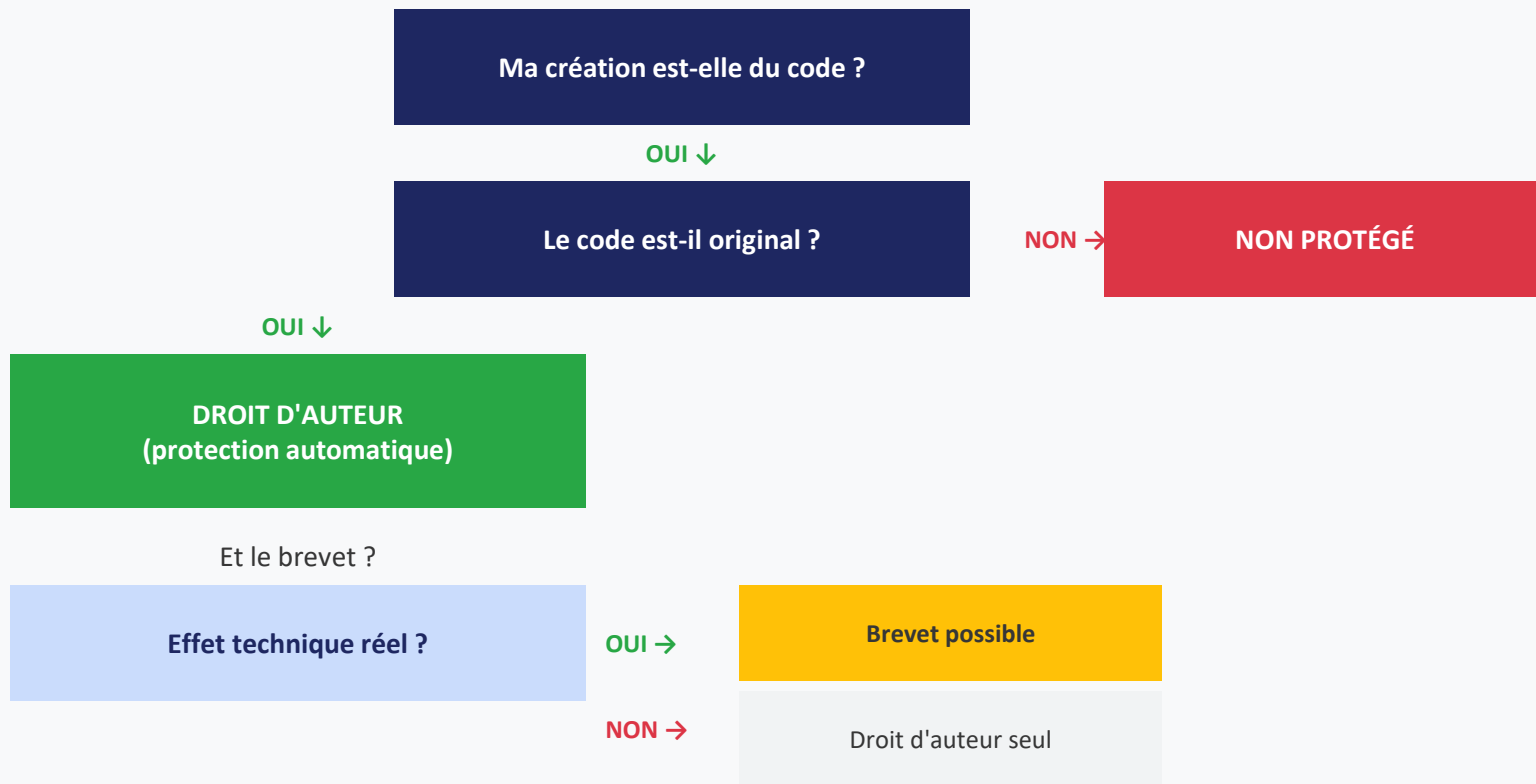 Ma création est-elle du code ?
OUI ↓
Le code est-il original ?
NON →
NON PROTÉGÉ
OUI ↓
DROIT D'AUTEUR
(protection automatique)
Et le brevet ?
Effet technique réel ?
OUI →
Brevet possible
NON →
Droit d'auteur seul